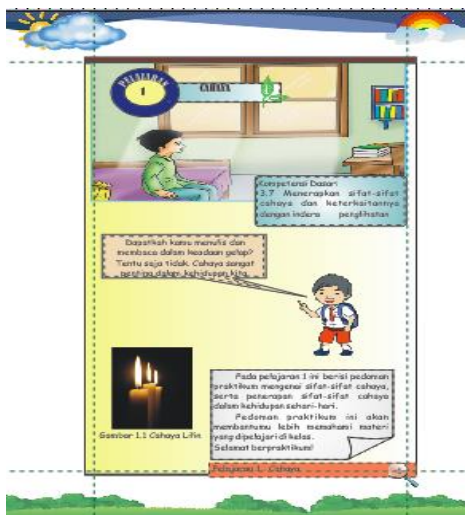 PELAJARAN
1
CAHAYA
Kompetensi Dasar:
3.7 Menerapkan sifat-sifat
cahaya dan keterkaitannya
dengan indera penglihatan
Dapatkah kamu menulis dan
membaca dalam keadaan gelap?
Tentu saja tidak. Cahaya sangat
penting dalam kehidupan kita.
Pada pelajaran 1 ini berisi pedoman
praktikum mengenai sifat-sifat cahaya,
serta penerapan sifat-sifat cahaya
dalam kehidupan sehari-hari.
Pedoman praktikum ini akan
membantumu lebih memahami materi
yang dipelajari di kelas.
Selamat berpraktikum!
Gambar 1.1 Cahaya Lilin
Pelajaran 1. Cahaya